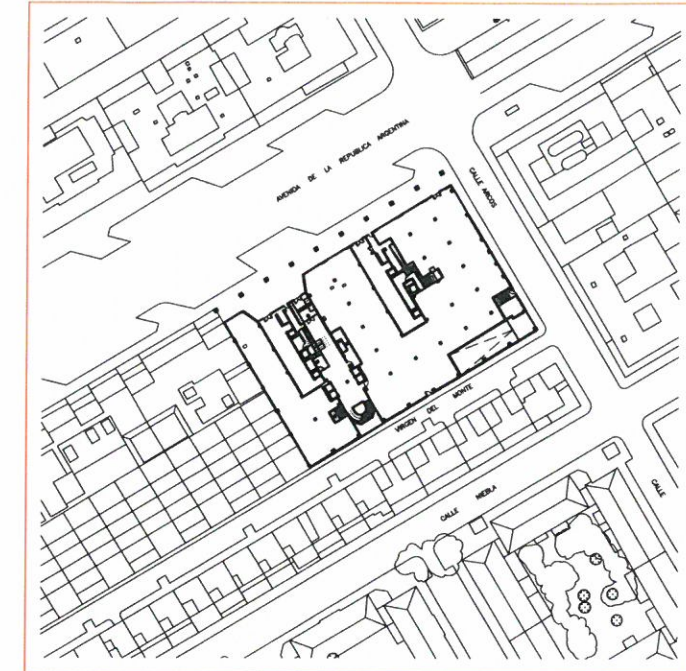 AVENIDA DE LA REPUBLICA ARGENTINA
CALLE ARCOS
VIRGEN DEL MONTE
CALLE NIEBLA
CALLE